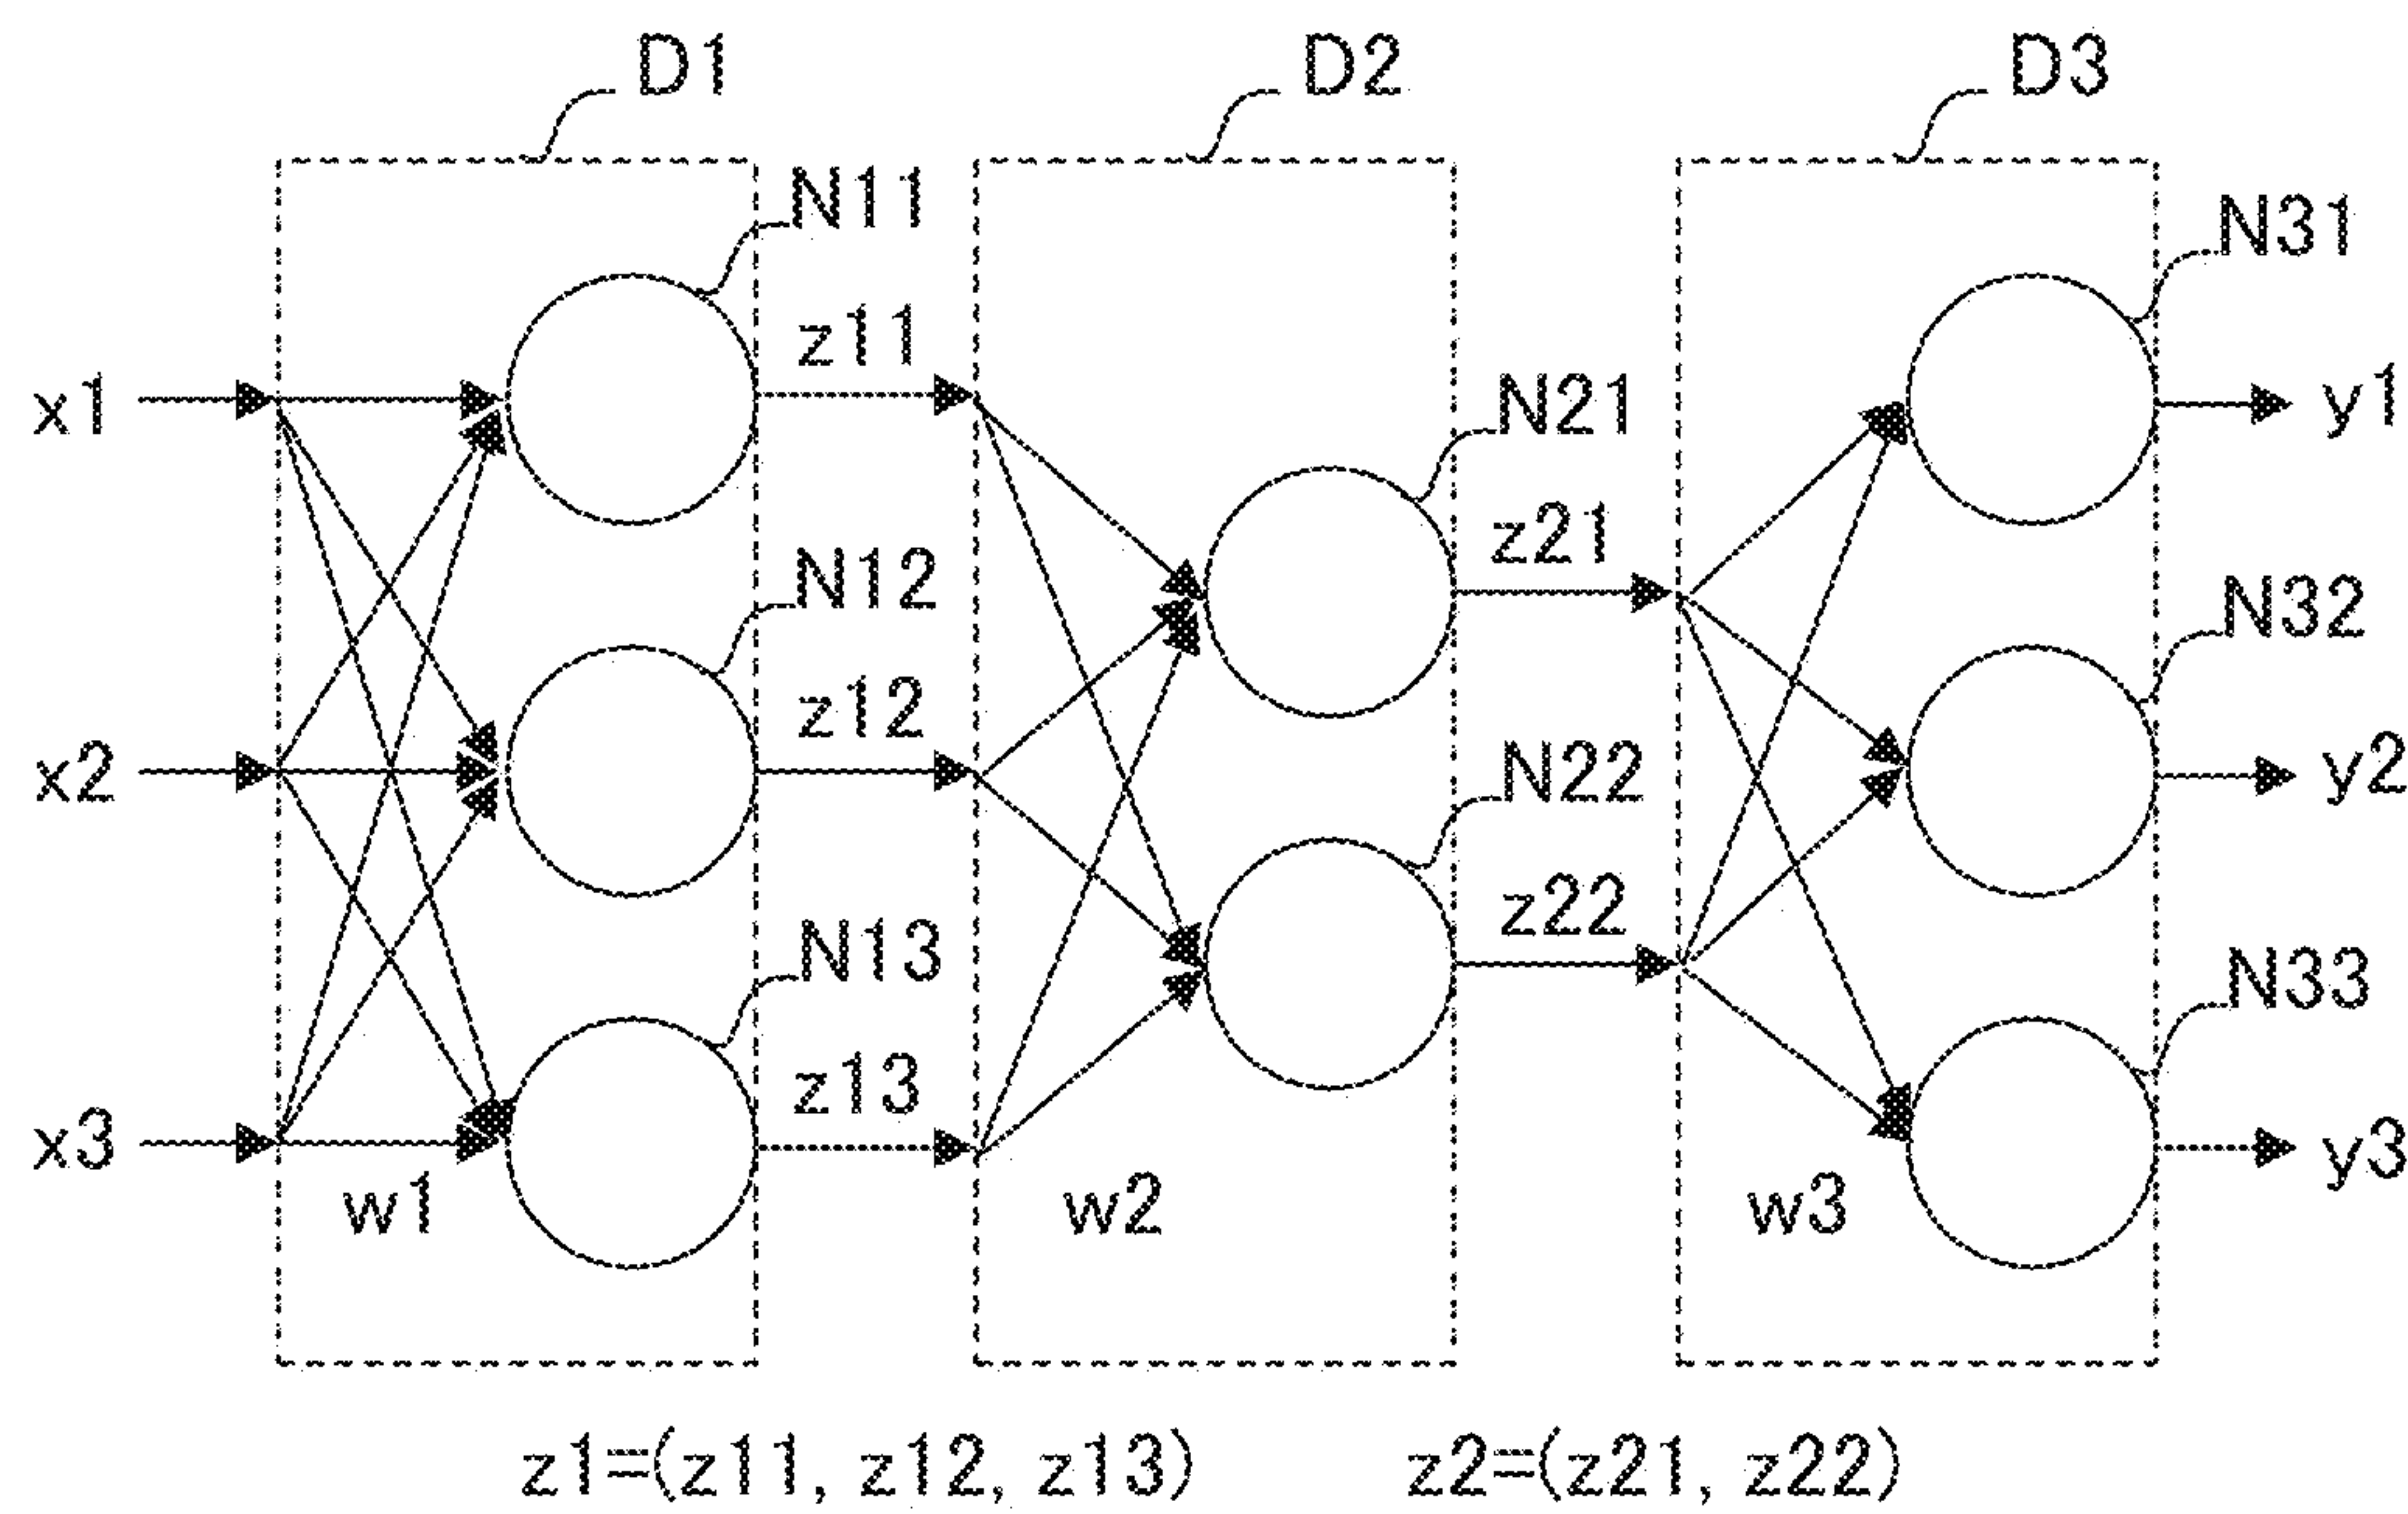 D1 D2 D3
N11 N31
z11
x1 N21 y1
z21
N12 N32
z12
x2 N22 y2
z22
N13 N33
z13
x3 y3
w1 w2 w3
z1=(z11, z12, z13) z2=(z21, z22)